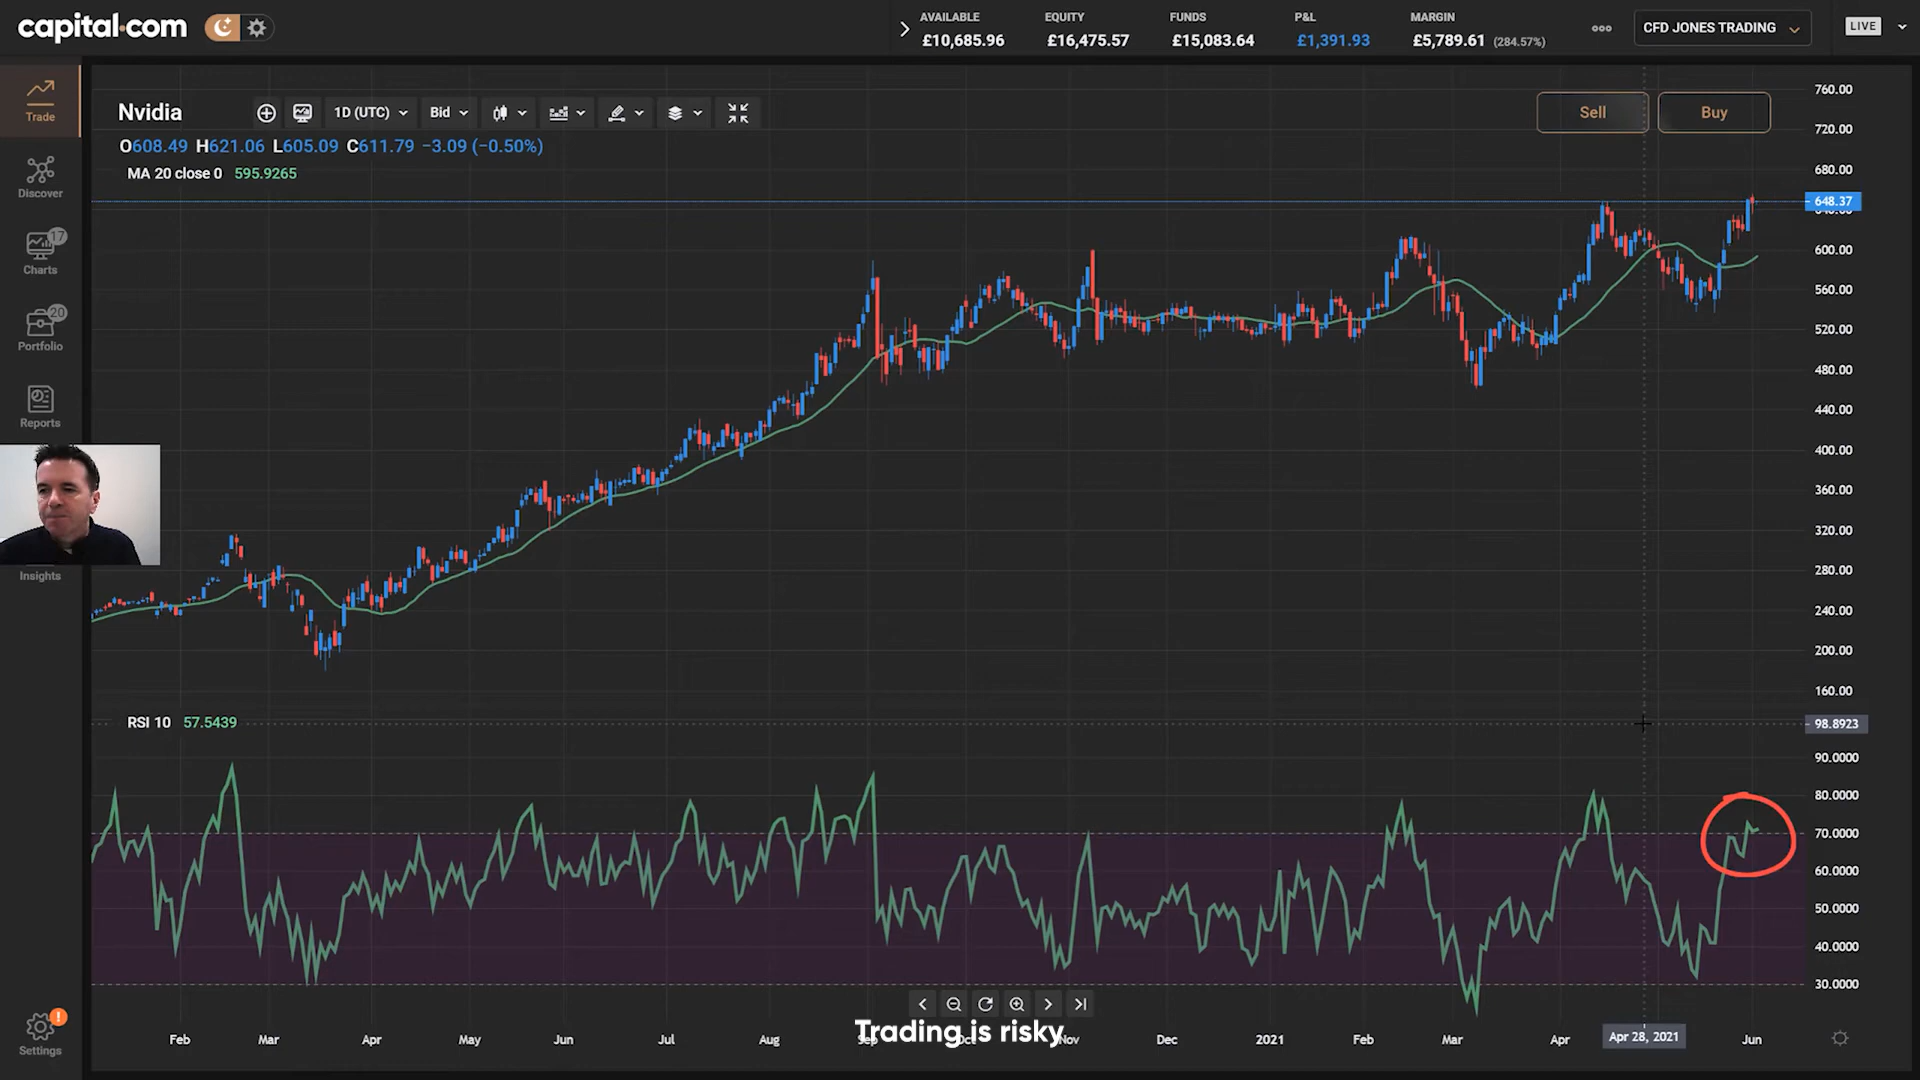 capital.com
AVAILABLE
£10,685.96
EQUITY
£16,475.57
FUNDS
£15,083.64
P&L
£1,391.93
MARGIN
£5,789.61 (284.57%)
CFD JONES TRADING
LIVE
Trade
Discover
17
Charts
20
Portfolio
Reports
Insights
!
Settings
Nvidia
1D (UTC)
Bid
Sell
Buy
O608.49 H621.06 L605.09 C611.79 −3.09 (−0.50%)
MA 20 close 0 595.9265
760.00
720.00
680.00
648.37
600.00
560.00
520.00
480.00
440.00
400.00
360.00
320.00
280.00
240.00
200.00
160.00
RSI 10 57.5439
98.8923
90.0000
80.0000
70.0000
60.0000
50.0000
40.0000
30.0000
Trading is risky.
Feb Mar Apr May Jun Jul Aug Sep Oct Nov Dec 2021 Feb Mar Apr Apr 28, 2021 Jun